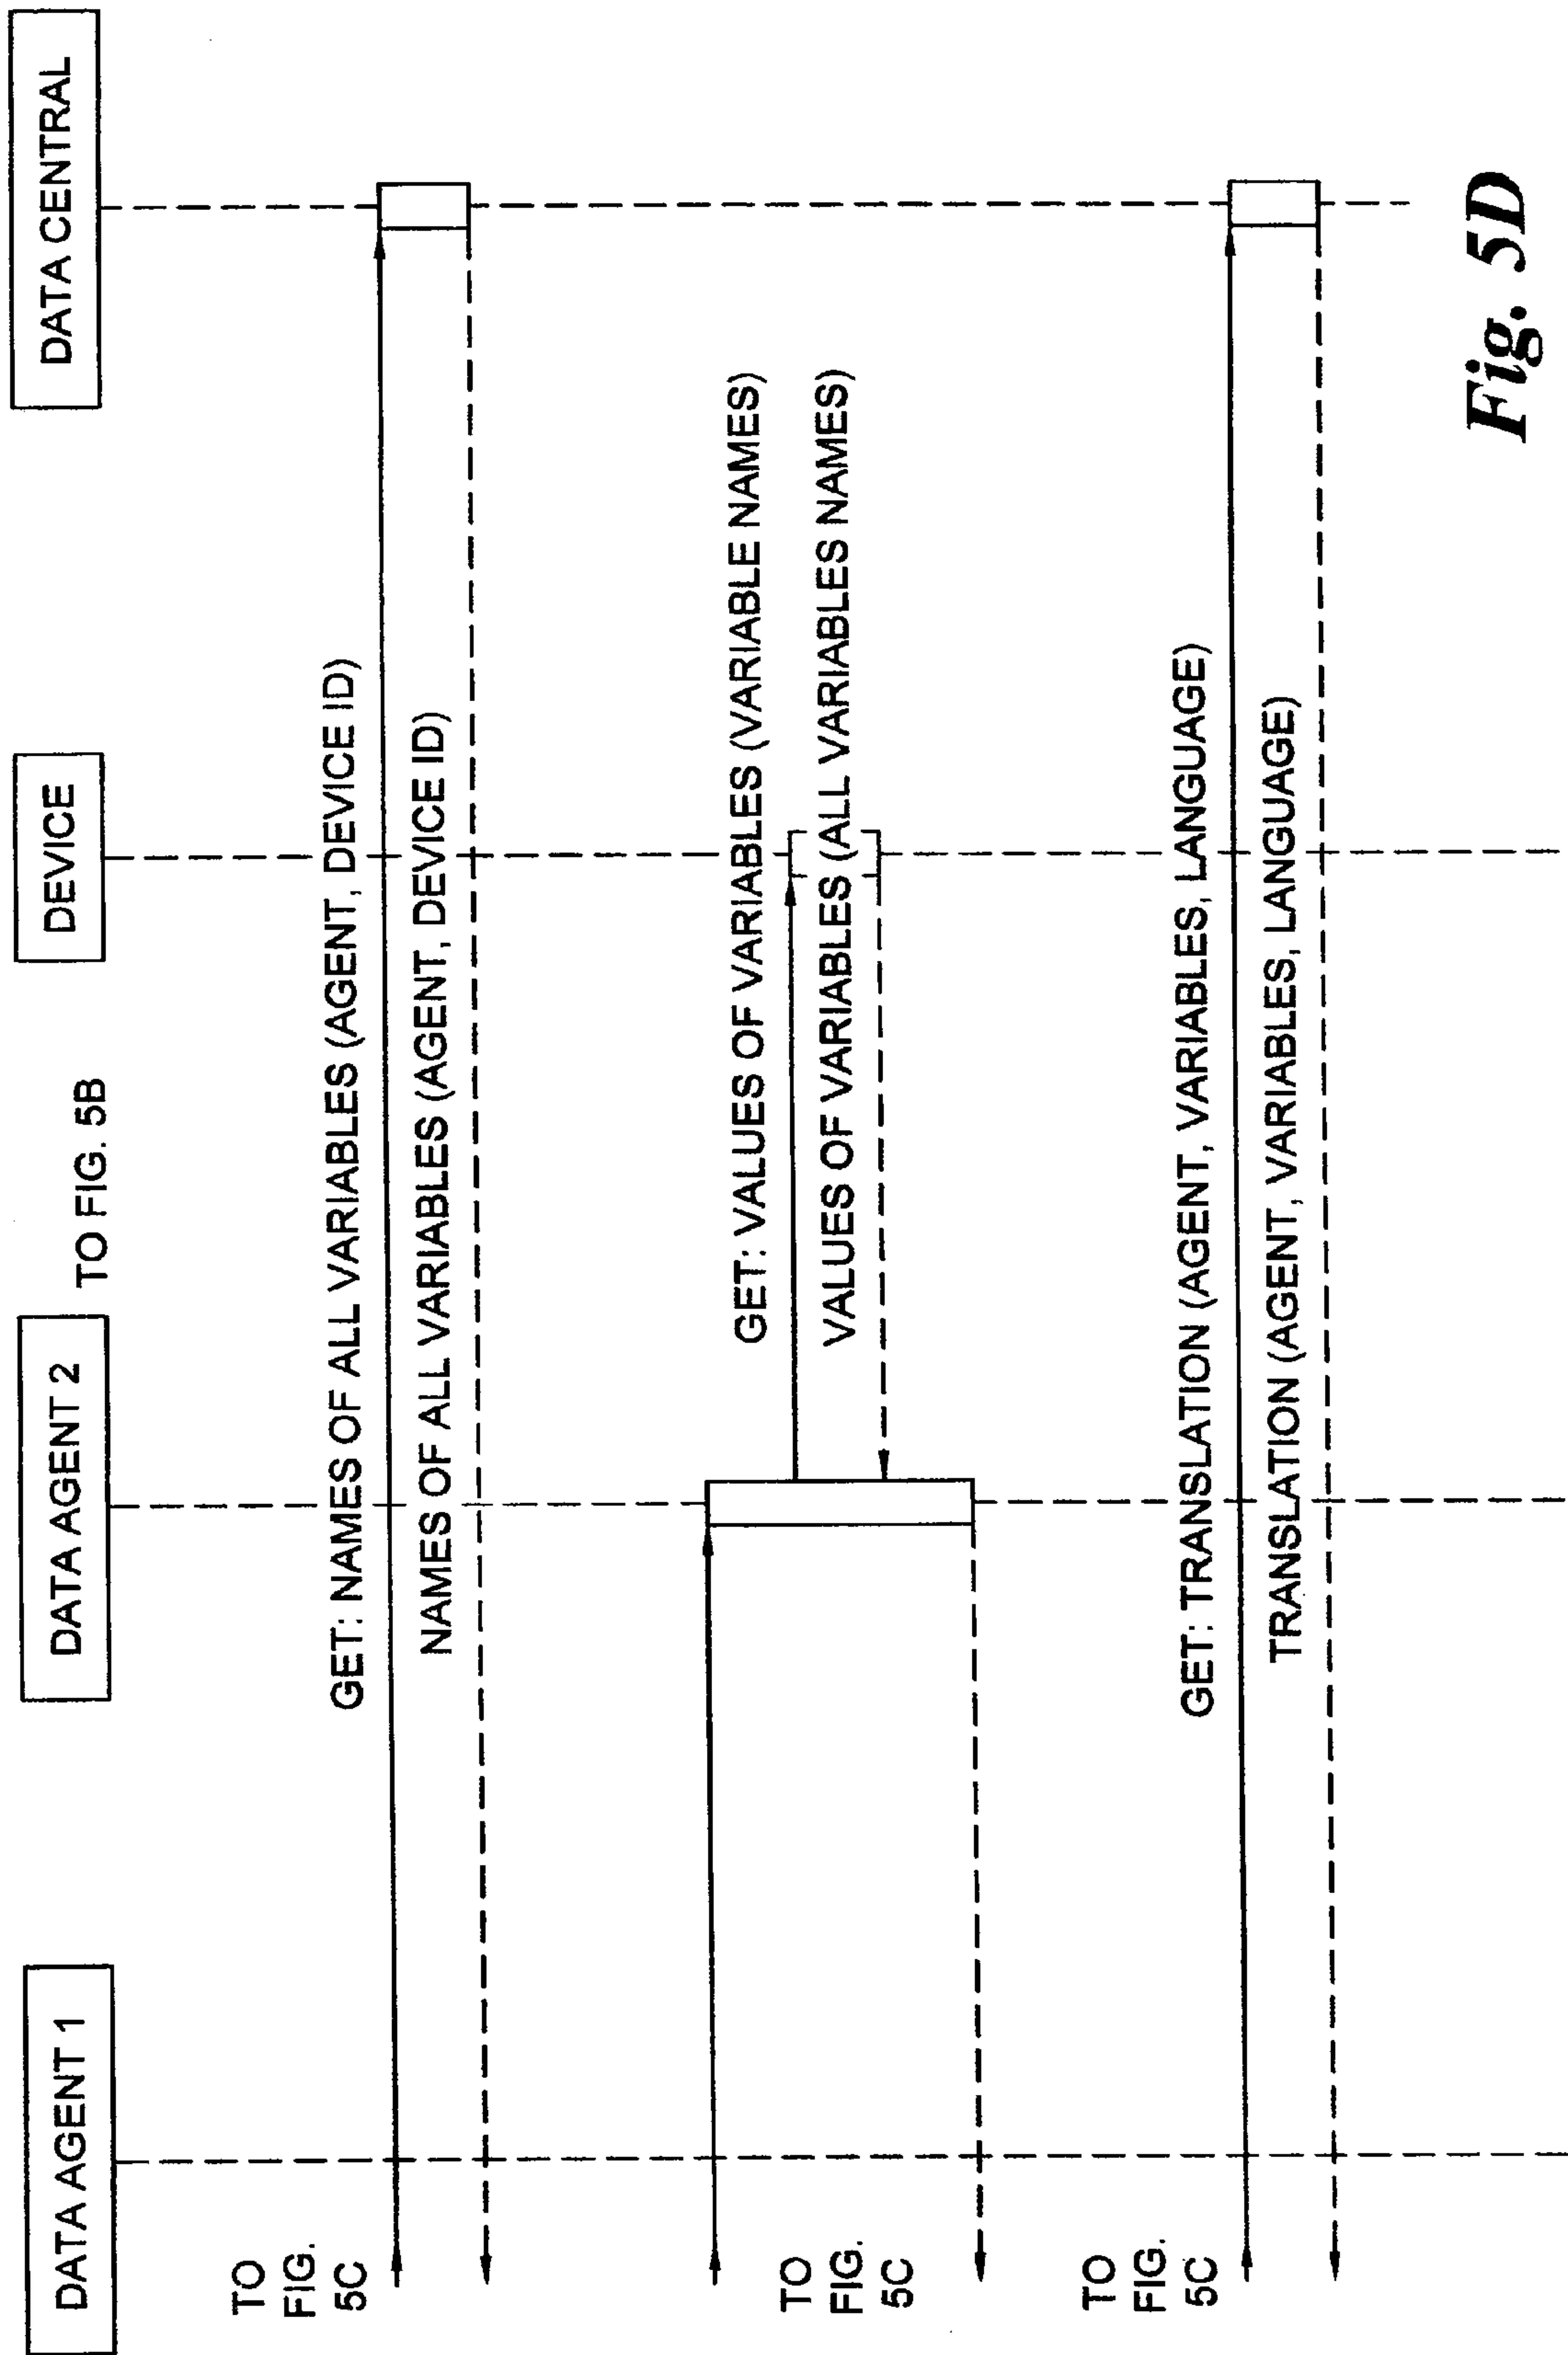 DATA AGENT 1
DATA AGENT 2
TO FIG. 5B
DEVICE
DATA CENTRAL
TO
FIG.
5C
GET: NAMES OF ALL VARIABLES (AGENT, DEVICE ID)
NAMES OF ALL VARIABLES (AGENT, DEVICE ID)
GET: VALUES OF VARIABLES (VARIABLE NAMES)
TO
FIG.
5C
VALUES OF VARIABLES (ALL VARIABLES NAMES)
TO
FIG.
5C
GET: TRANSLATION (AGENT, VARIABLES, LANGUAGE)
TRANSLATION (AGENT, VARIABLES, LANGUAGE)
Fig. 5D